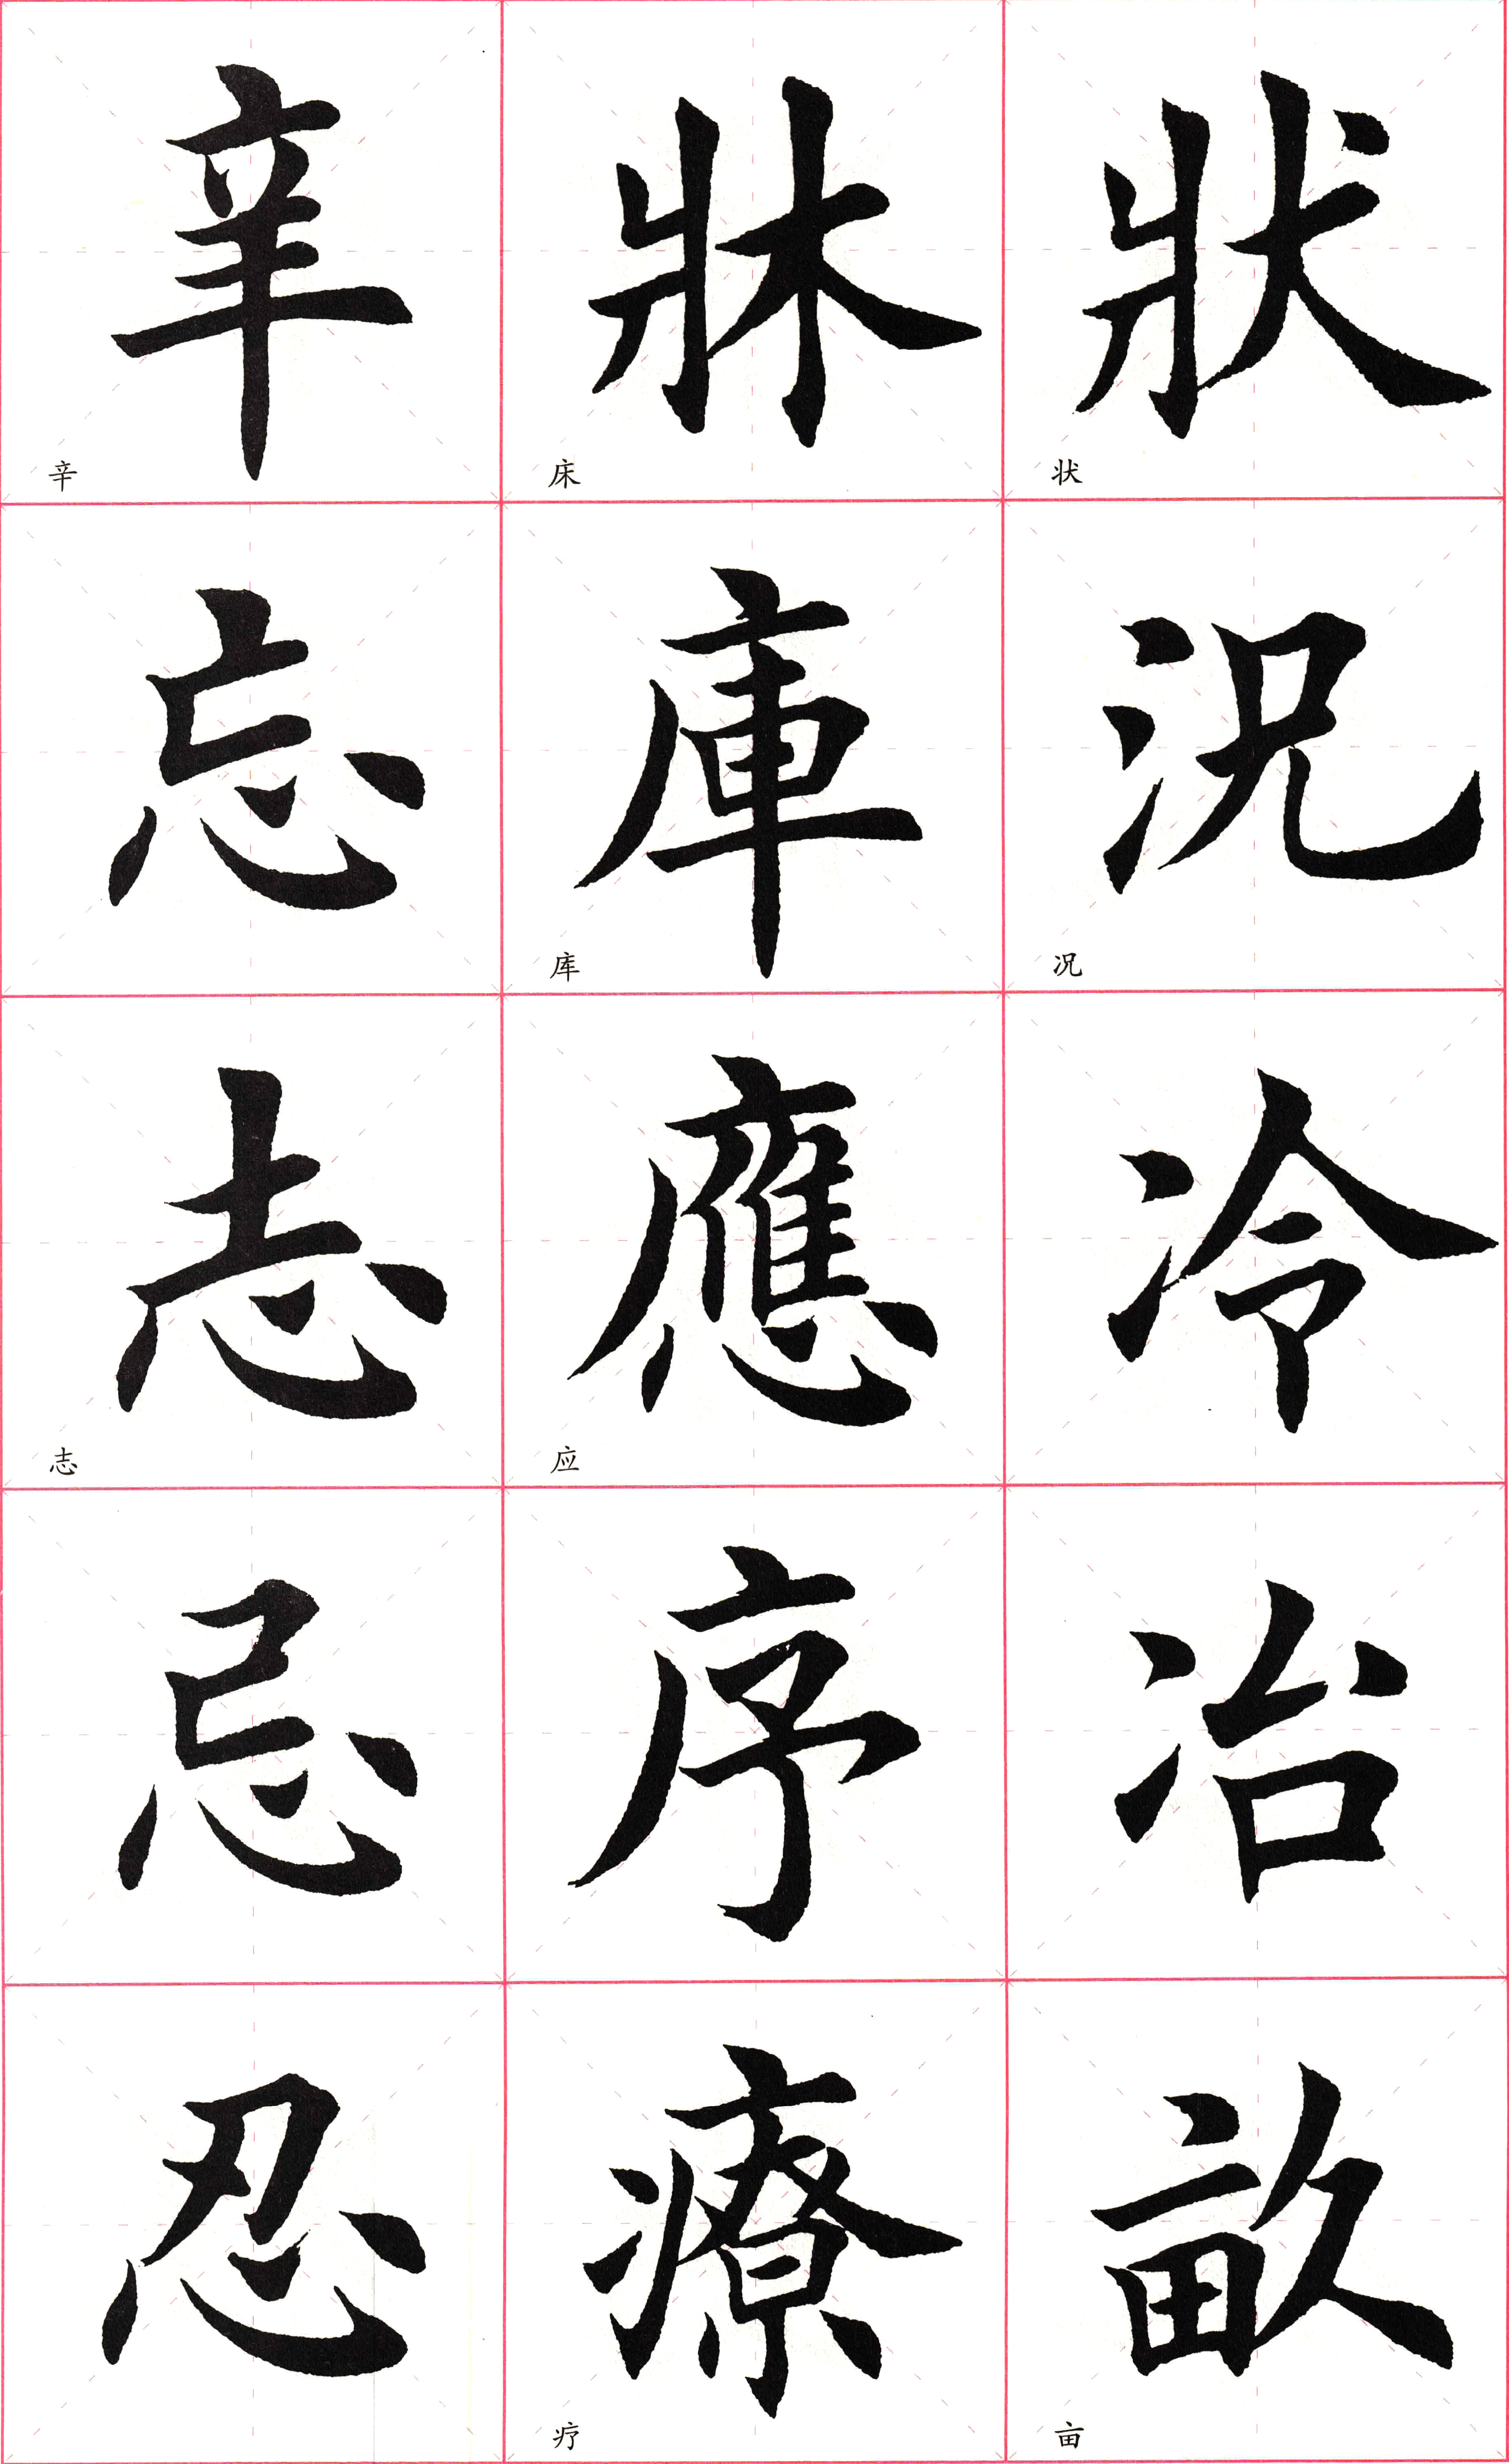 狀況冷冶畝
状 况 亩
牀庫應序療
床 库 应 疗
辛忘志忌忍
辛 志